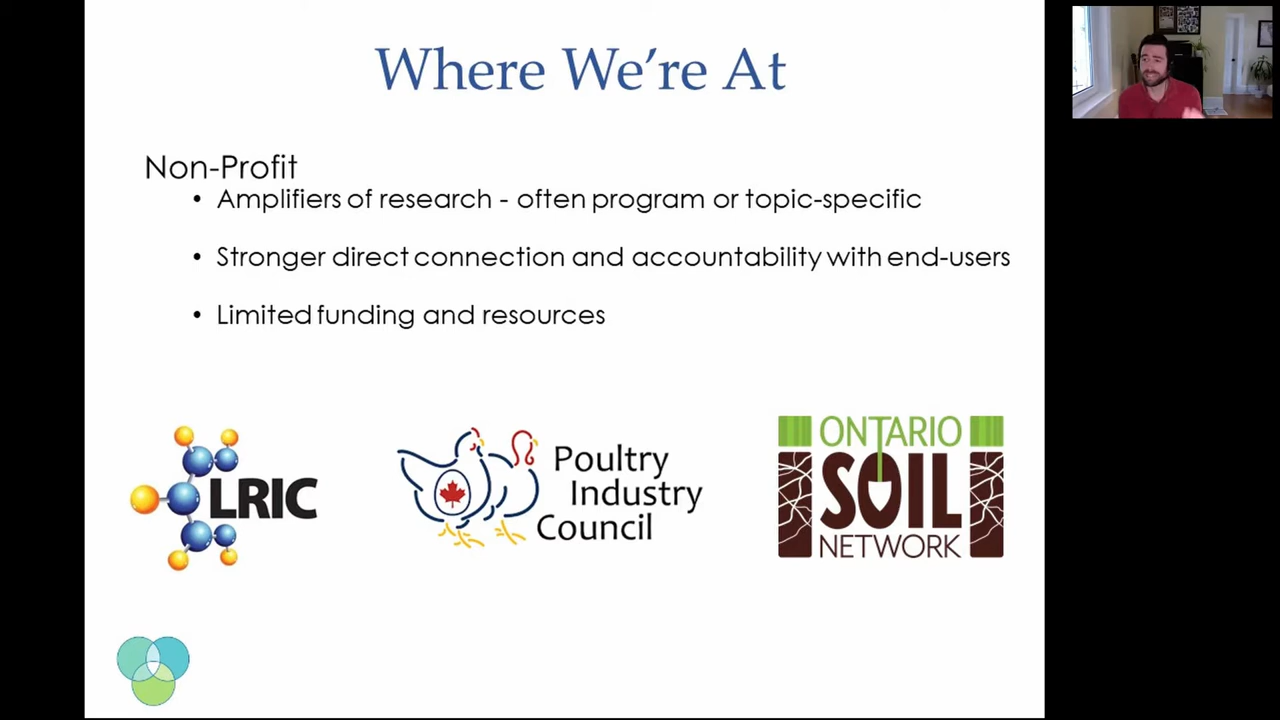 Where We're At
Non-Profit
• Amplifiers of research - often program or topic-specific
• Stronger direct connection and accountability with end-users
• Limited funding and resources
LRIC
Poultry
Industry
Council
ONTARIO
SOIL
NETWORK